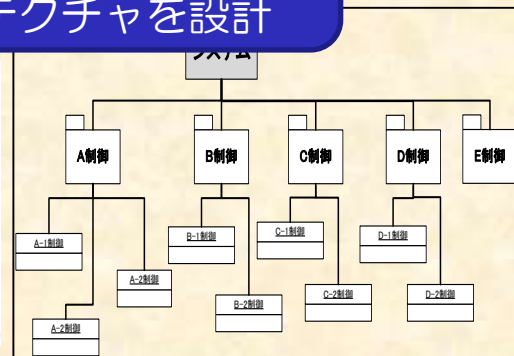 テクチャを設計
システム
A制御
B制御
C制御
D制御
E制御
A-1制御
B-1制御
C-1制御
D-1制御
A-2制御
B-2制御
C-2制御
D-2制御
A-2制御